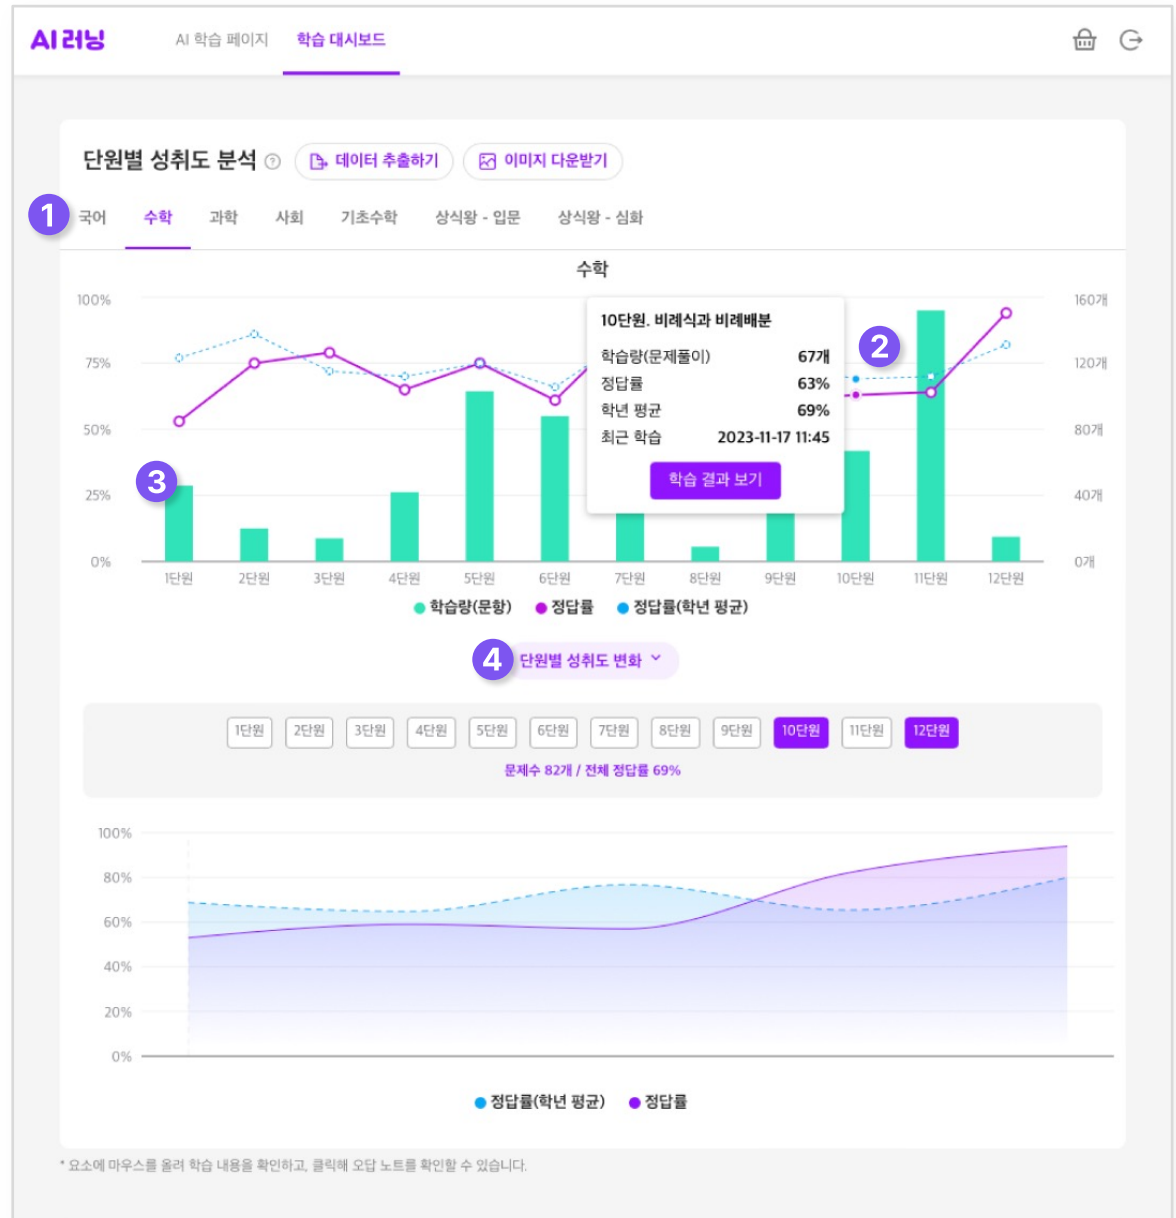 AI 러닝 AI 학습 페이지 학습 대시보드
단원별 성취도 분석 ? 데이터 추출하기 이미지 다운받기
1 국어 수학 과학 사회 기초수학 상식왕 - 입문 상식왕 - 심화
수학
100% 160개
10단원. 비례식과 비례배분
학습량(문제풀이) 67개
2
75% 120개
정답률 63%
학년 평균 69%
50% 80개
최근 학습 2023-11-17 11:45
학습 결과 보기
3
25% 40개
0% 0개
1단원 2단원 3단원 4단원 5단원 6단원 7단원 8단원 9단원 10단원 11단원 12단원
학습량(문항) 정답률 정답률(학년 평균)
4 단원별 성취도 변화
1단원 2단원 3단원 4단원 5단원 6단원 7단원 8단원 9단원 10단원 11단원 12단원
문제수 82개 / 전체 정답률 69%
100%
80%
60%
40%
20%
0%
정답률(학년 평균) 정답률
* 요소에 마우스를 올려 학습 내용을 확인하고, 클릭해 오답 노트를 확인할 수 있습니다.